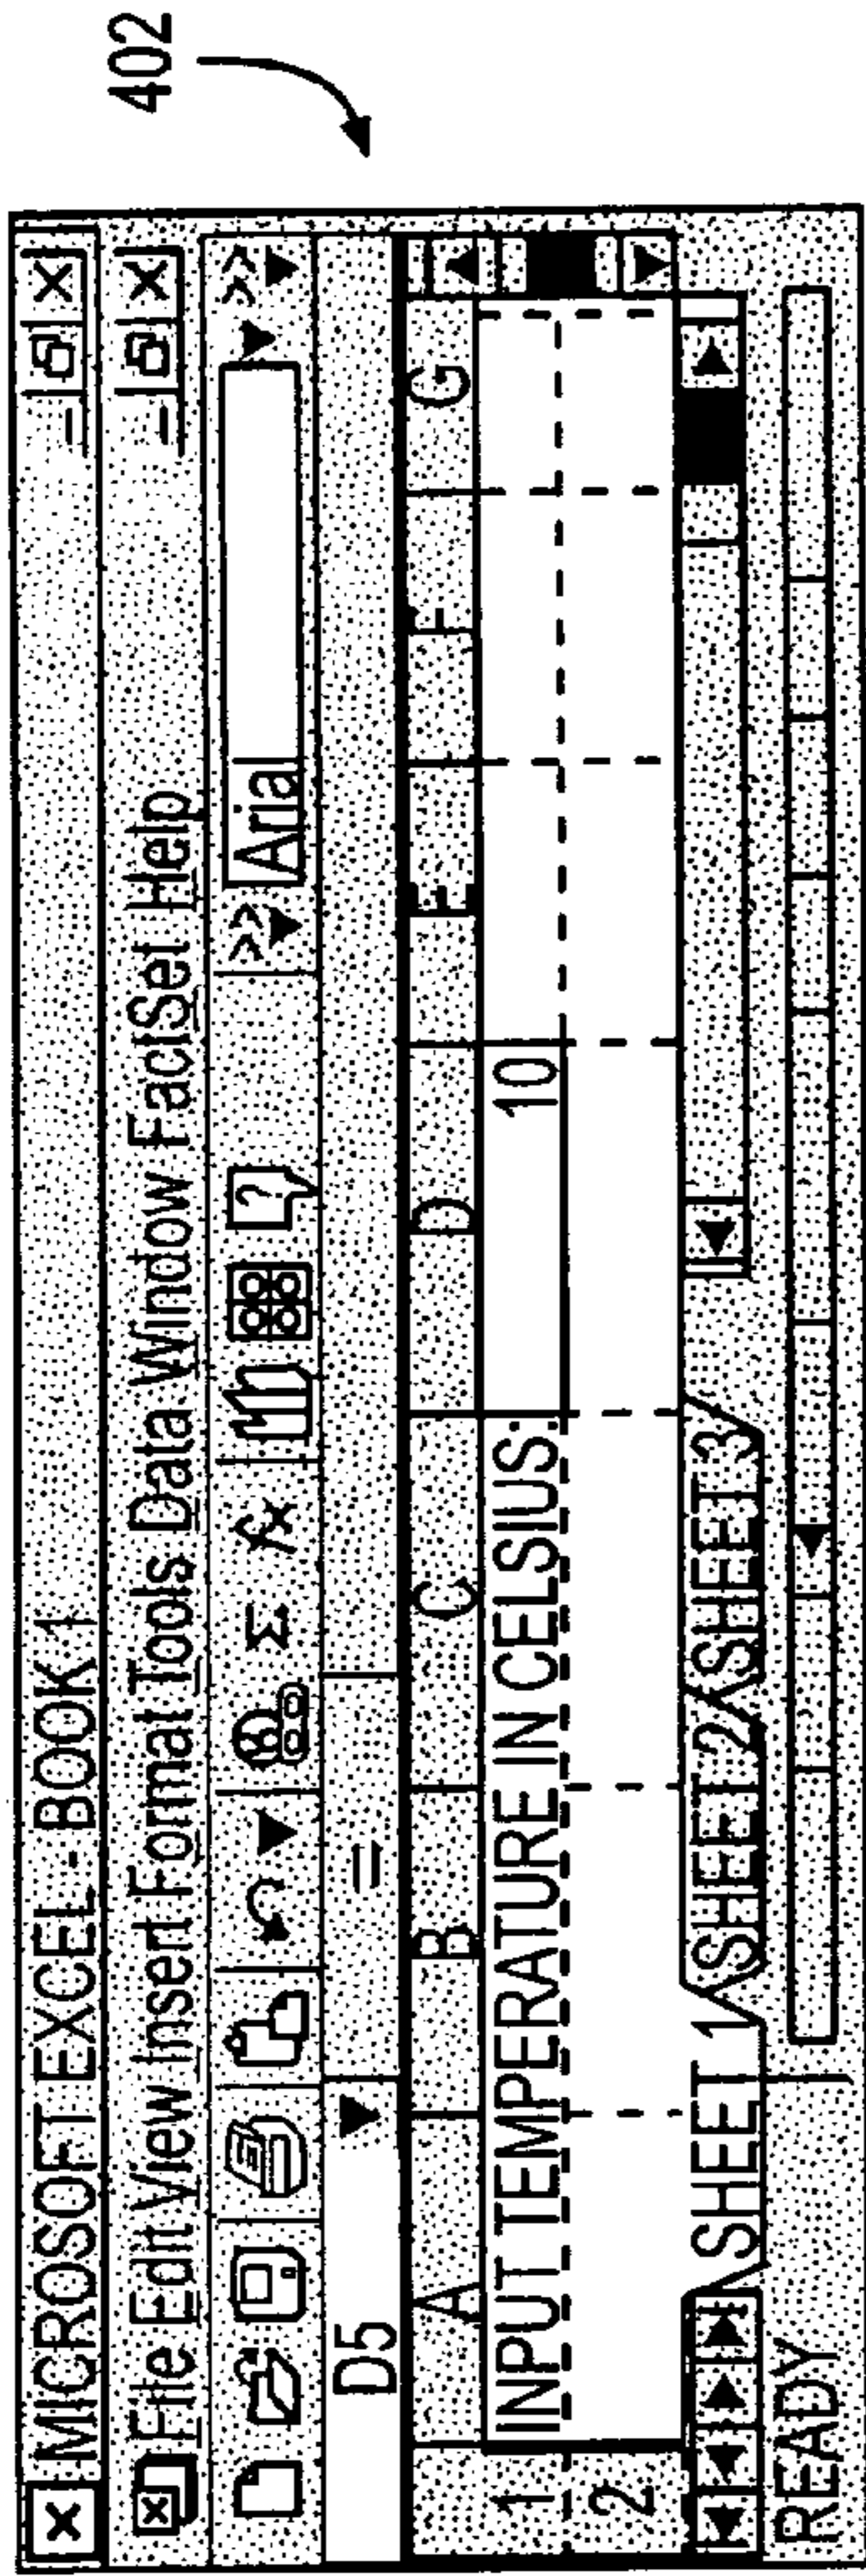 402
MICROSOFT EXCEL - BOOK 1
File Edit View Insert Format Tools Data Window FactSet Help
Σ fx ? Arial
D5 =
A B C D E F G
1 INPUT TEMPERATURE IN CELSIUS: 10
2
SHEET 1 SHEET 2 SHEET 3
READY